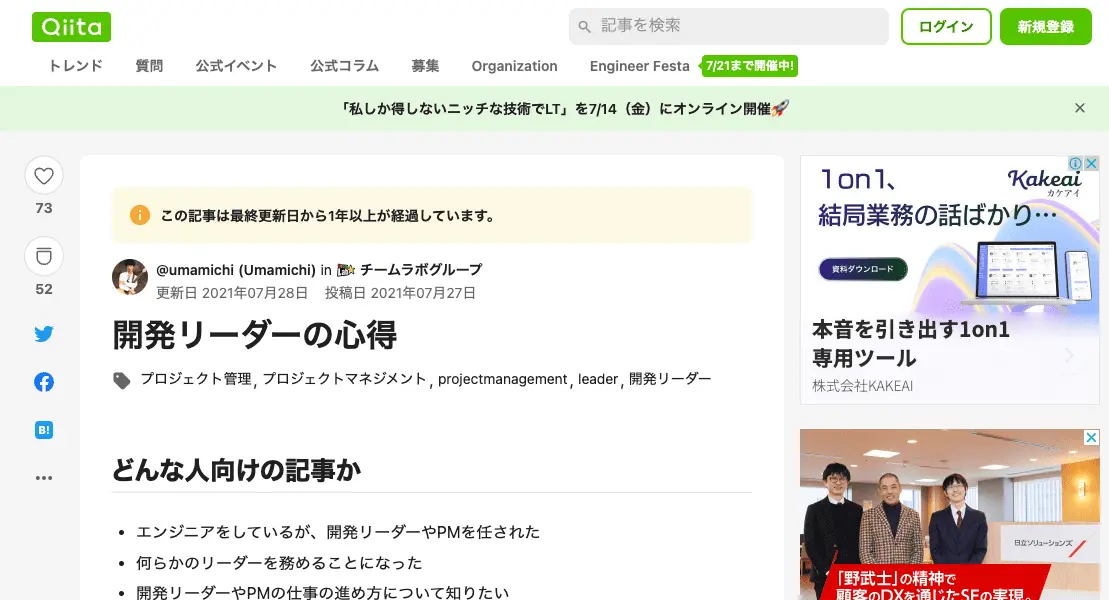 Qiita
記事を検索
ログイン
新規登録
トレンド 質問 公式イベント 公式コラム 募集 Organization Engineer Festa 7/21まで開催中!
「私しか得しないニッチな技術でLT」を7/14（金）にオンライン開催🚀
73
52
B!
この記事は最終更新日から1年以上が経過しています。
@umamichi (Umamichi) in チームラボグループ
更新日 2021年07月28日 投稿日 2021年07月27日
開発リーダーの心得
プロジェクト管理, プロジェクトマネジメント, projectmanagement, leader, 開発リーダー
どんな人向けの記事か
• エンジニアをしているが、開発リーダーやPMを任された
• 何らかのリーダーを務めることになった
• 開発リーダーやPMの仕事の進め方について知りたい
1on1、
Kakeai
カケアイ
結局業務の話ばかり…
資料ダウンロード
本音を引き出す1on1
専用ツール
株式会社KAKEAI
日立ソリューションズ
「野武士」の精神で
顧客のDXを通じたSEの実現。